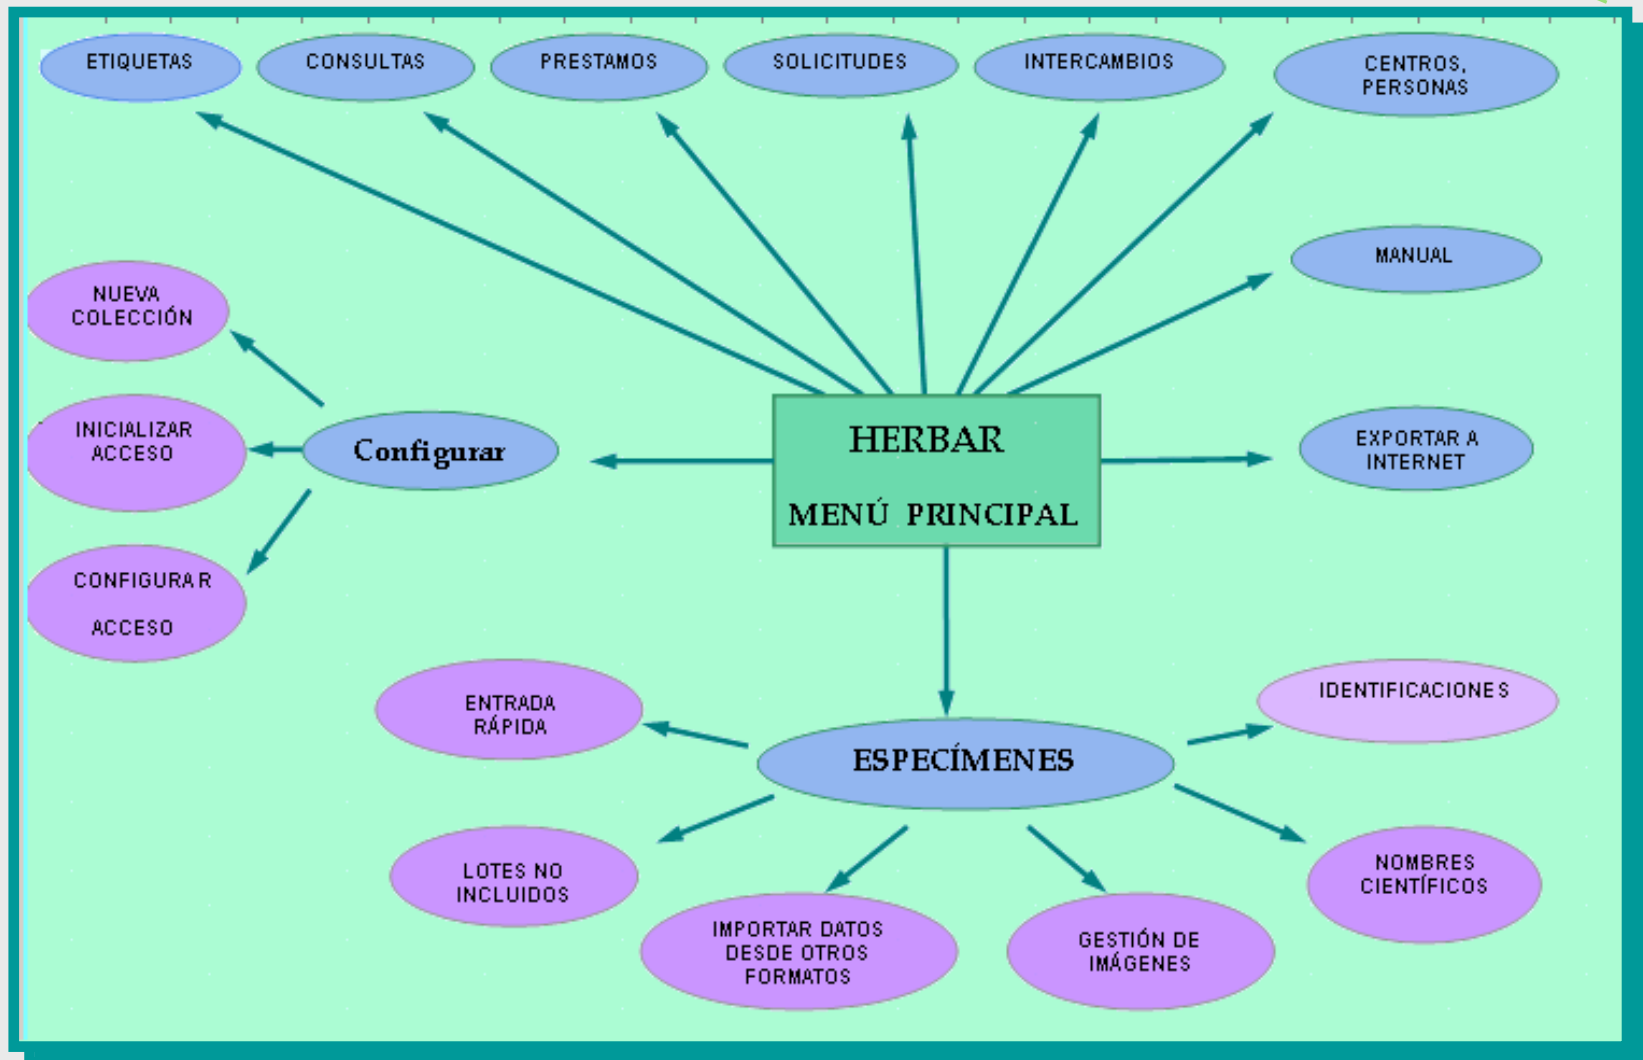 ETIQUETAS
CONSULTAS
PRESTAMOS
SOLICITUDES
INTERCAMBIOS
CENTROS,
PERSONAS
MANUAL
NUEVA
COLECCIÓN
INICIALIZAR
ACCESO
Configurar
HERBAR
MENÚ PRINCIPAL
EXPORTAR A
INTERNET
CONFIGURAR
ACCESO
ENTRADA
RÁPIDA
ESPECÍMENES
IDENTIFICACIONES
LOTES NO
INCLUIDOS
IMPORTAR DATOS
DESDE OTROS
FORMATOS
GESTIÓN DE
IMÁGENES
NOMBRES
CIENTÍFICOS